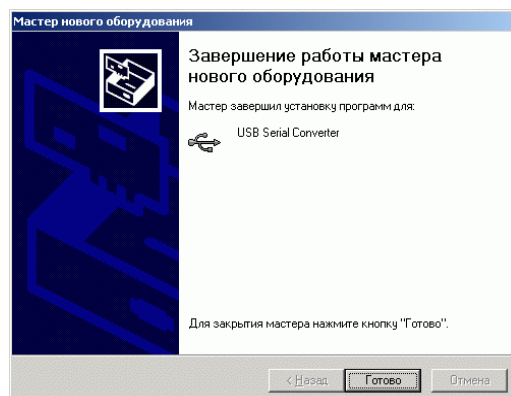 Мастер нового оборудования
Завершение работы мастера
нового оборудования
Мастер завершил установку программ для:
USB Serial Converter
Для закрытия мастера нажмите кнопку "Готово".
< Назад Готово Отмена